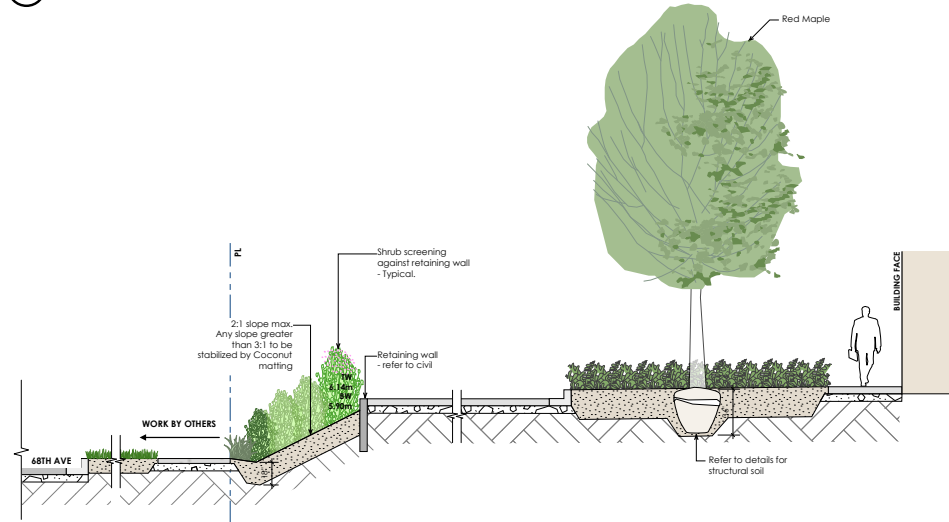 Red Maple
PL
BUILDING FACE
Shrub screening
against retaining wall
- Typical.
2:1 slope max.
Any slope greater
than 3:1 to be
stabilized by Coconut
matting
Retaining wall
- refer to civil
TW
6.14m
BW
5.90m
WORK BY OTHERS
68TH AVE
Refer to details for
structural soil